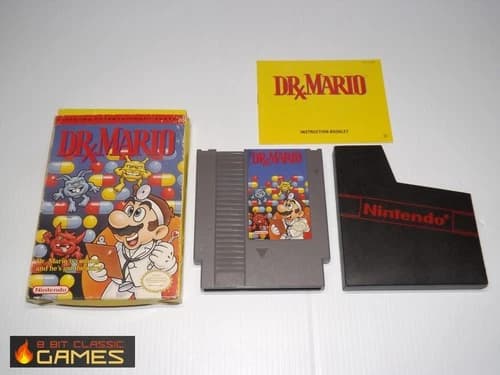 DR. MARIO
INSTRUCTION BOOKLET
DR. MARIO
Nintendo
DR. MARIO
Nintendo
8 BIT CLASSIC
GAMES